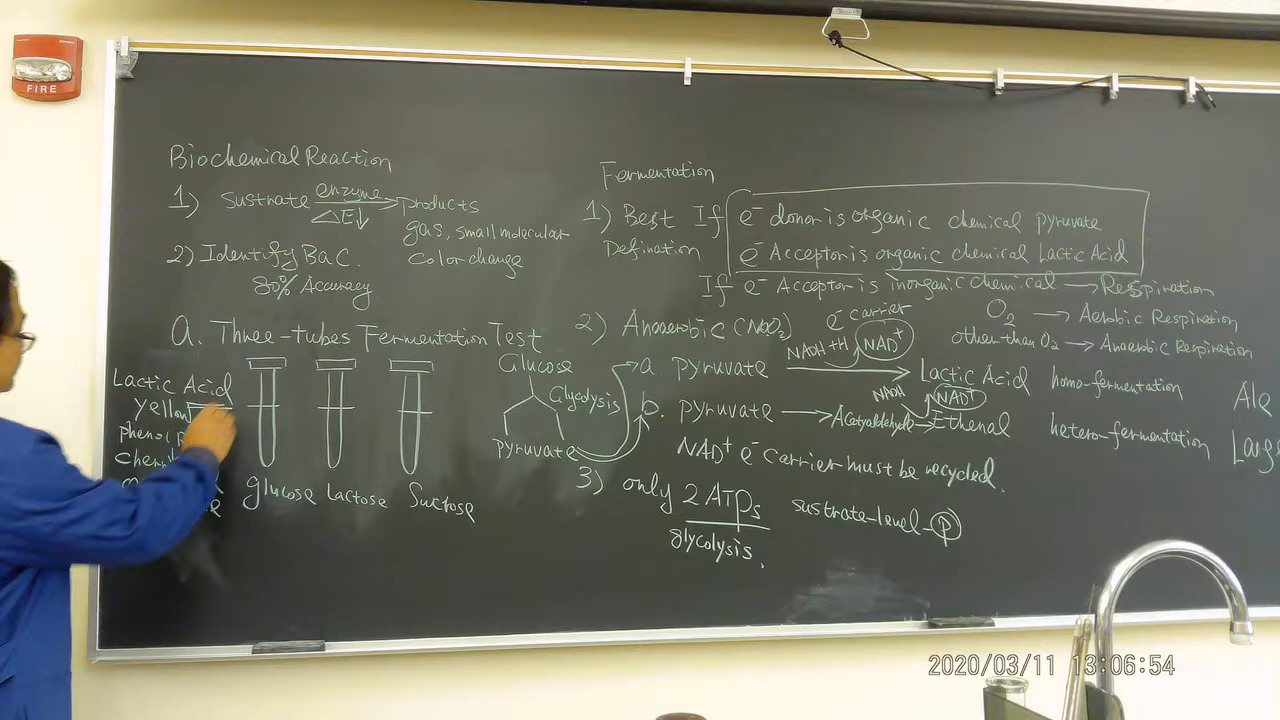 FIRE
Biochemical Reaction
1) Sustrate enzyme products
△E↓
gas, small molecular
color change
2) Identify Bac.
80% Accuracy
a. Three-tubes Fermentation Test
Lactic Acid
yellow
phenol
glucose Lactose Sucrose
Fermentation
1) Best If e⁻ donor is organic chemical pyruvate
Defination e⁻ Acceptor is organic chemical Lactic Acid
If e⁻ Acceptor is inorganic chemical → Respiration
O₂ → Aerobic Respiration
other than O₂ → Anaerobic Respiration
2) Anaerobic (No O₂)
e⁻ carrier
NADH + H NAD⁺
Glucose
Glycolysis
pyruvate
a pyruvate → Lactic Acid homo-fermentation
NADH NAD⁺
b. pyruvate → Acetyaldehyde → Ethenal hetero-fermentation
NAD⁺ e⁻ carrier must be recycled.
3) only 2 ATPs sustrate-level-P
glycolysis.
Ale
Large
2020/03/11 13:06:54